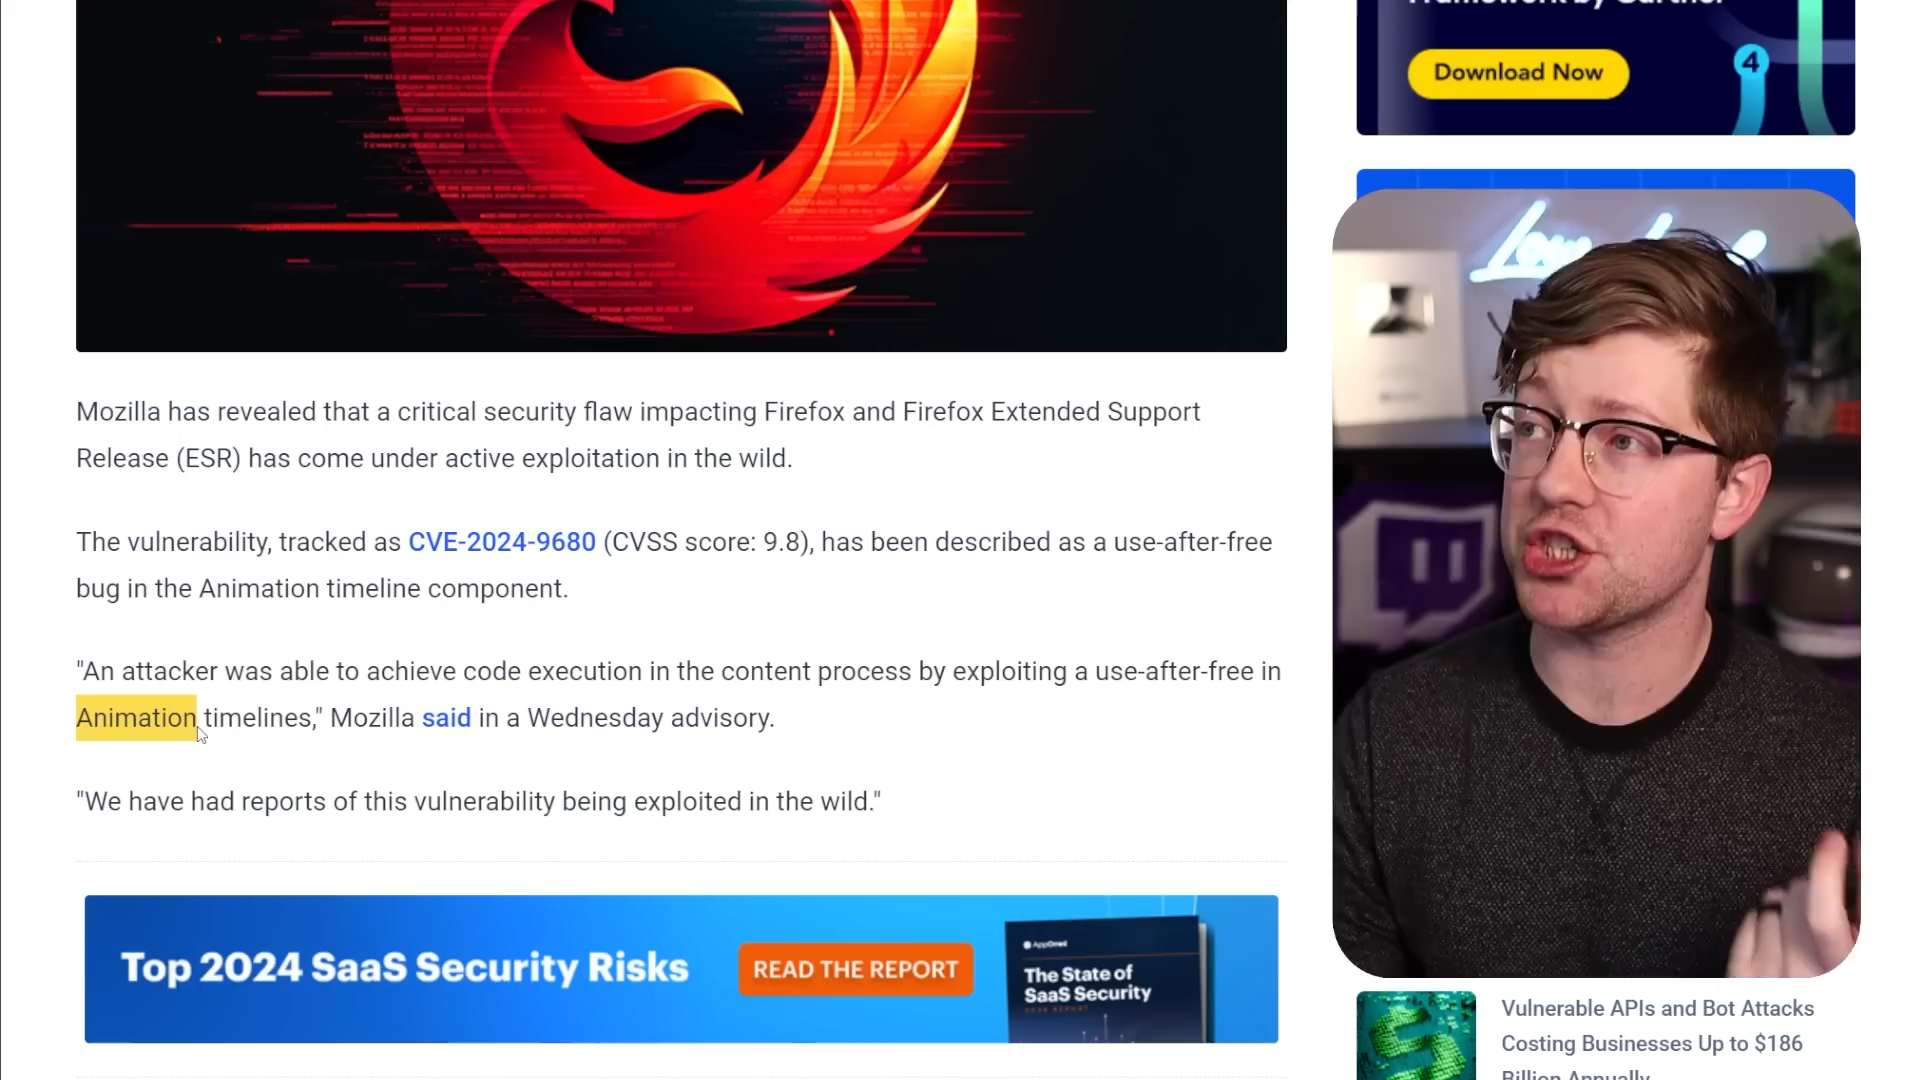 Download Now
4
Mozilla has revealed that a critical security flaw impacting Firefox and Firefox Extended Support
Release (ESR) has come under active exploitation in the wild.
The vulnerability, tracked as CVE-2024-9680 (CVSS score: 9.8), has been described as a use-after-free
bug in the Animation timeline component.
"An attacker was able to achieve code execution in the content process by exploiting a use-after-free in
Animation timelines," Mozilla said in a Wednesday advisory.
"We have had reports of this vulnerability being exploited in the wild."
Top 2024 SaaS Security Risks
READ THE REPORT
AppOmni
The State of
SaaS Security
Vulnerable APIs and Bot Attacks
Costing Businesses Up to $186
Billion Annually